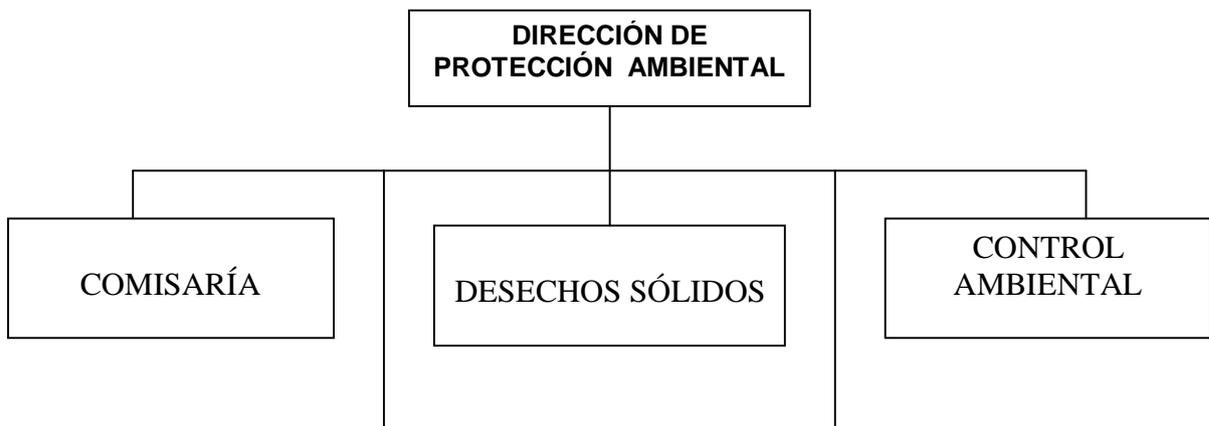 DIRECCIÓN DE
PROTECCIÓN AMBIENTAL
COMISARÍA
DESECHOS SÓLIDOS
CONTROL
AMBIENTAL